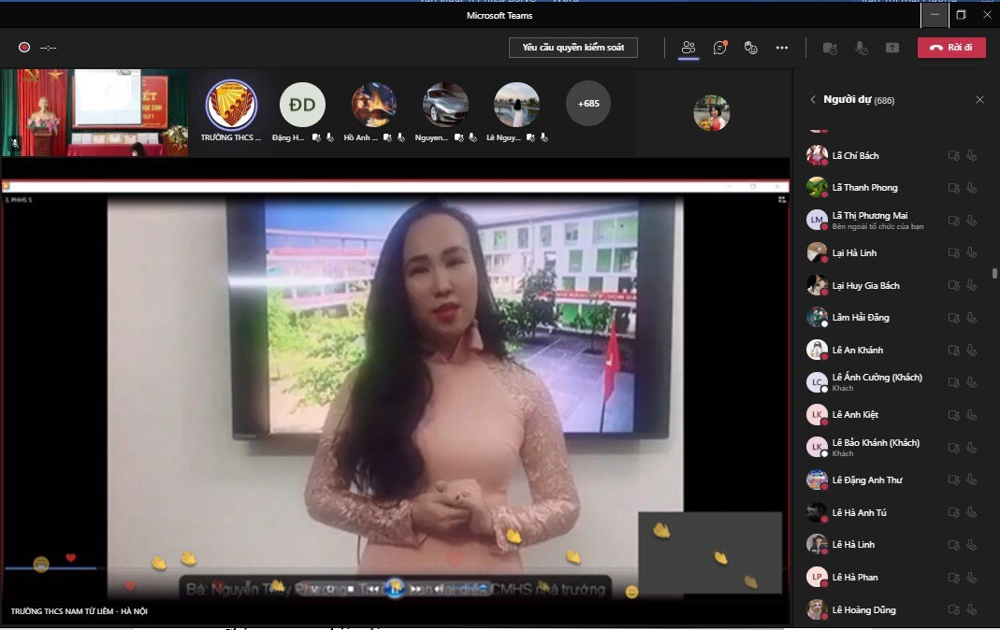 Microsoft Teams
--:--
Yêu cầu quyền kiểm soát
Rời đi
ĐD
+685
TRƯỜNG THCS ...
Đặng H...
Hồ Anh ...
Nguyen...
Lê Nguy...
Người dự (686)
Lã Chí Bách
Lã Thanh Phong
LM
Lã Thị Phương Mai
Bên ngoài tổ chức của bạn
Lại Hà Linh
Lại Huy Gia Bách
Lâm Hải Đăng
Lê An Khánh
LC
Lê Ánh Cường (Khách)
Khách
LK
Lê Anh Kiệt
LK
Lê Bảo Khánh (Khách)
Khách
Lê Đặng Anh Thư
Lê Hà Anh Tú
Lê Hà Linh
LP
Lê Hà Phan
Lê Hoàng Dũng
ẾT
Bà: Nguyễn Thùy Phương
CMHS nhà trường
TRƯỜNG THCS NAM TỪ LIÊM - HÀ NỘI